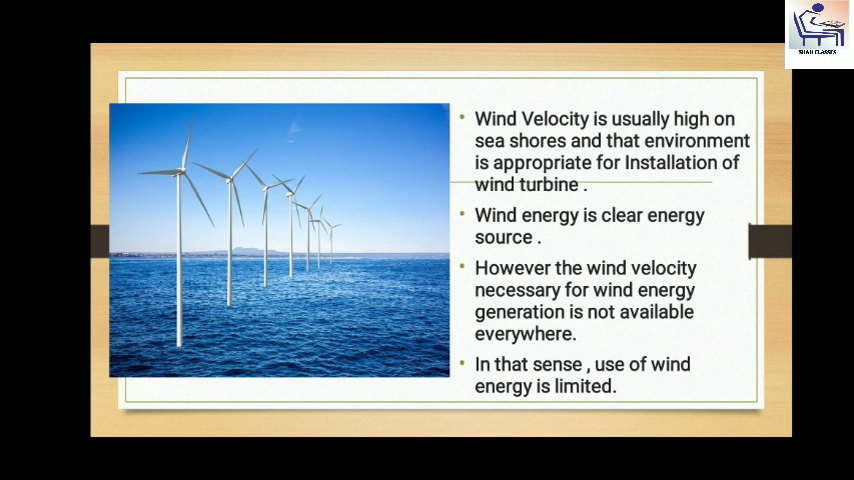 SHAH CLASSES
• Wind Velocity is usually high on
sea shores and that environment
is appropriate for Installation of
wind turbine .
• Wind energy is clear energy
source .
• However the wind velocity
necessary for wind energy
generation is not available
everywhere.
• In that sense , use of wind
energy is limited.